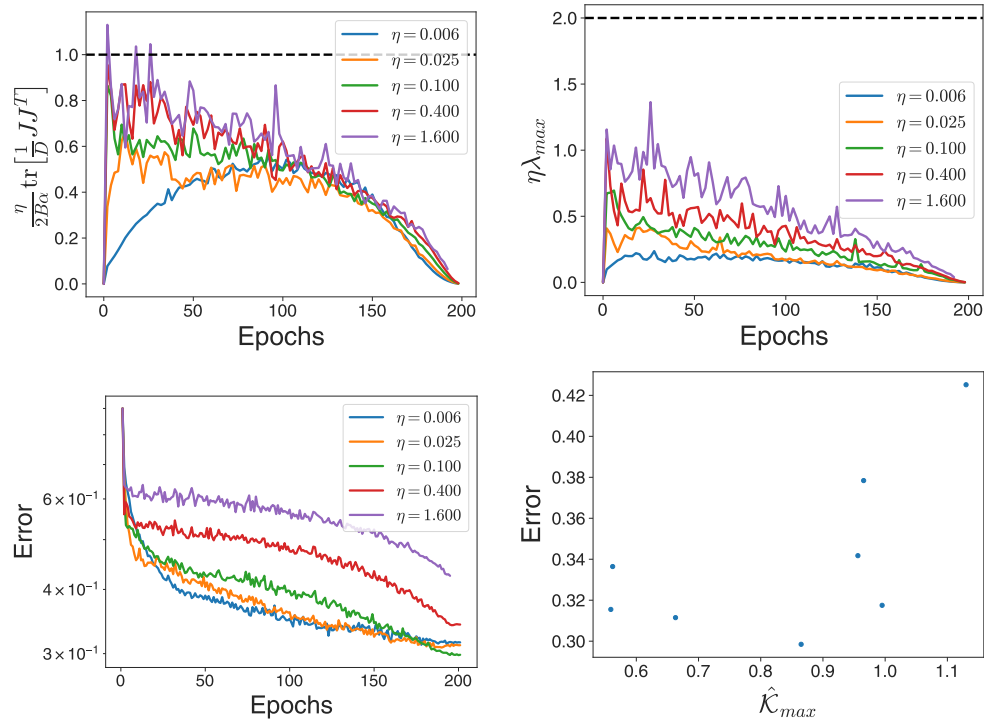 η/2Bα tr [1/D JJ^T]
1.0
0.8
0.6
0.4
0.2
0.0
η = 0.006
η = 0.025
η = 0.100
η = 0.400
η = 1.600
0 50 100 150 200
Epochs
ηλ_max
2.0
1.5
1.0
0.5
0.0
η = 0.006
η = 0.025
η = 0.100
η = 0.400
η = 1.600
0 50 100 150 200
Epochs
Error
6 × 10⁻¹
4 × 10⁻¹
3 × 10⁻¹
η = 0.006
η = 0.025
η = 0.100
η = 0.400
η = 1.600
0 50 100 150 200
Epochs
Error
0.42
0.40
0.38
0.36
0.34
0.32
0.30
0.6 0.7 0.8 0.9 1.0 1.1
𝒦̂_max